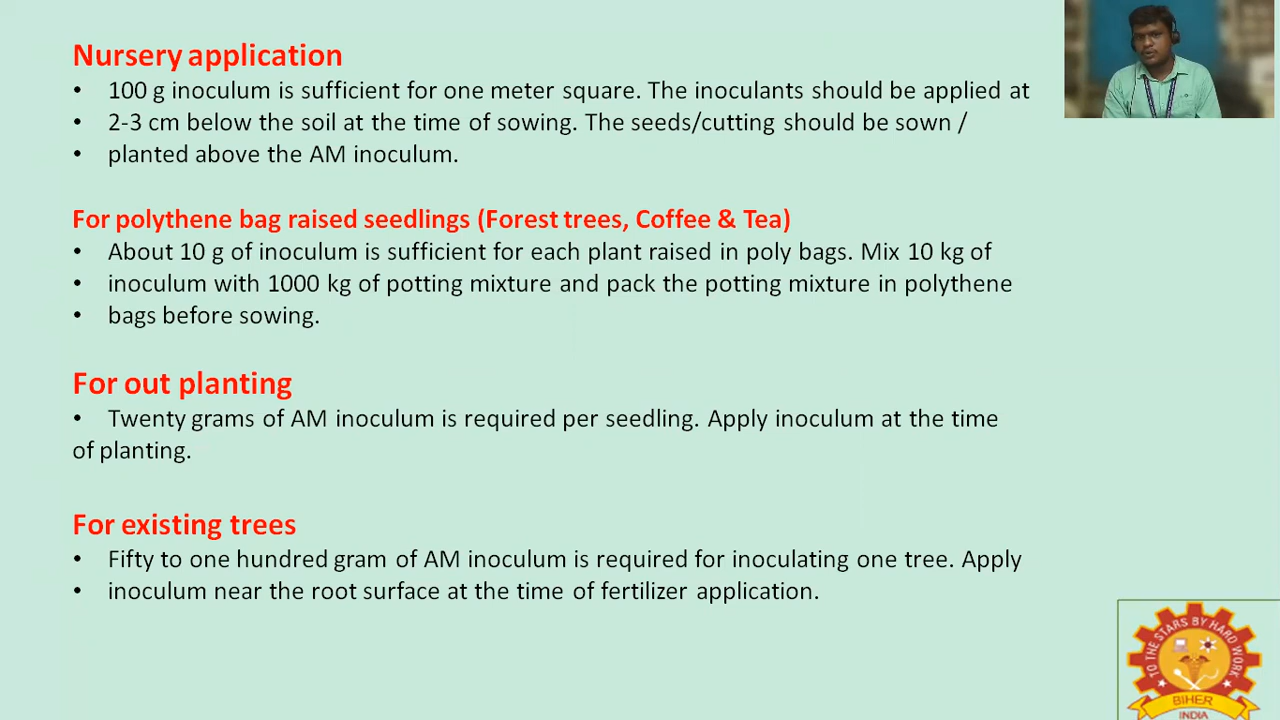 Nursery application
• 100 g inoculum is sufficient for one meter square. The inoculants should be applied at
• 2-3 cm below the soil at the time of sowing. The seeds/cutting should be sown /
• planted above the AM inoculum.
For polythene bag raised seedlings (Forest trees, Coffee & Tea)
• About 10 g of inoculum is sufficient for each plant raised in poly bags. Mix 10 kg of
• inoculum with 1000 kg of potting mixture and pack the potting mixture in polythene
• bags before sowing.
For out planting
• Twenty grams of AM inoculum is required per seedling. Apply inoculum at the time
of planting.
For existing trees
• Fifty to one hundred gram of AM inoculum is required for inoculating one tree. Apply
• inoculum near the root surface at the time of fertilizer application.
TO THE STARS BY HARD WORK
BIHER
INDIA